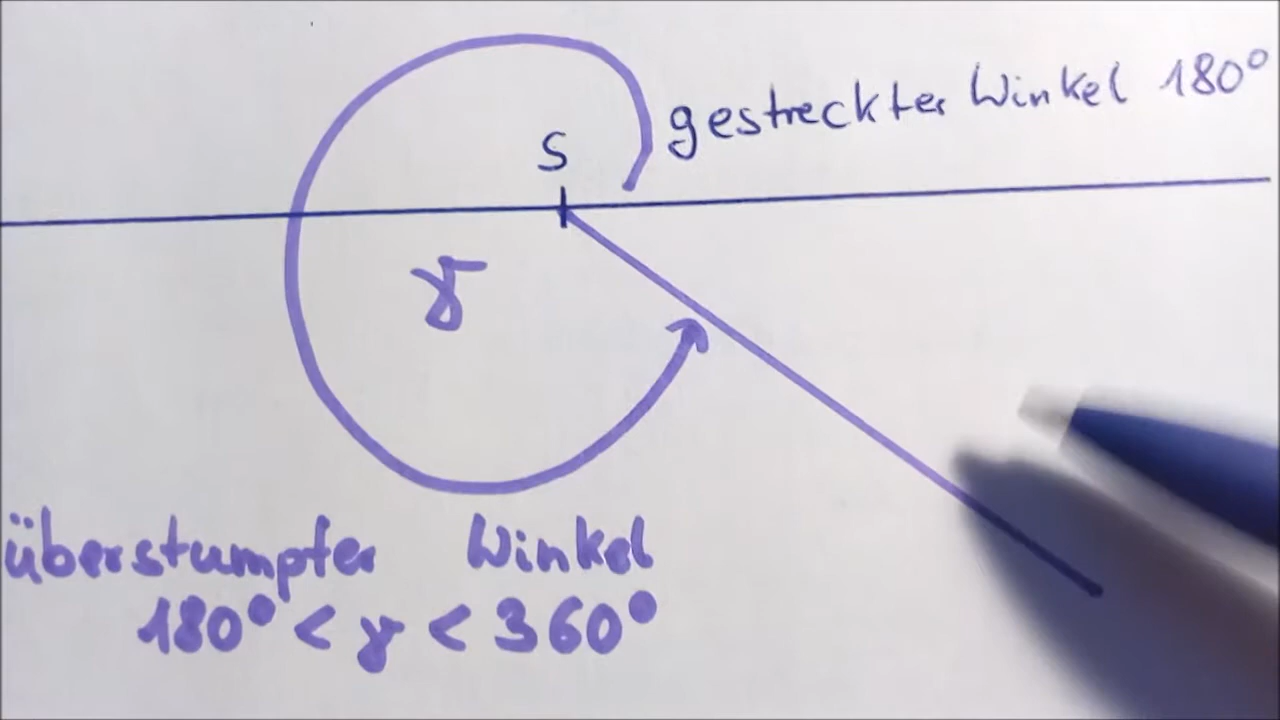 gestreckter Winkel 180°
S
γ
überstumpfer Winkel
180° < γ < 360°